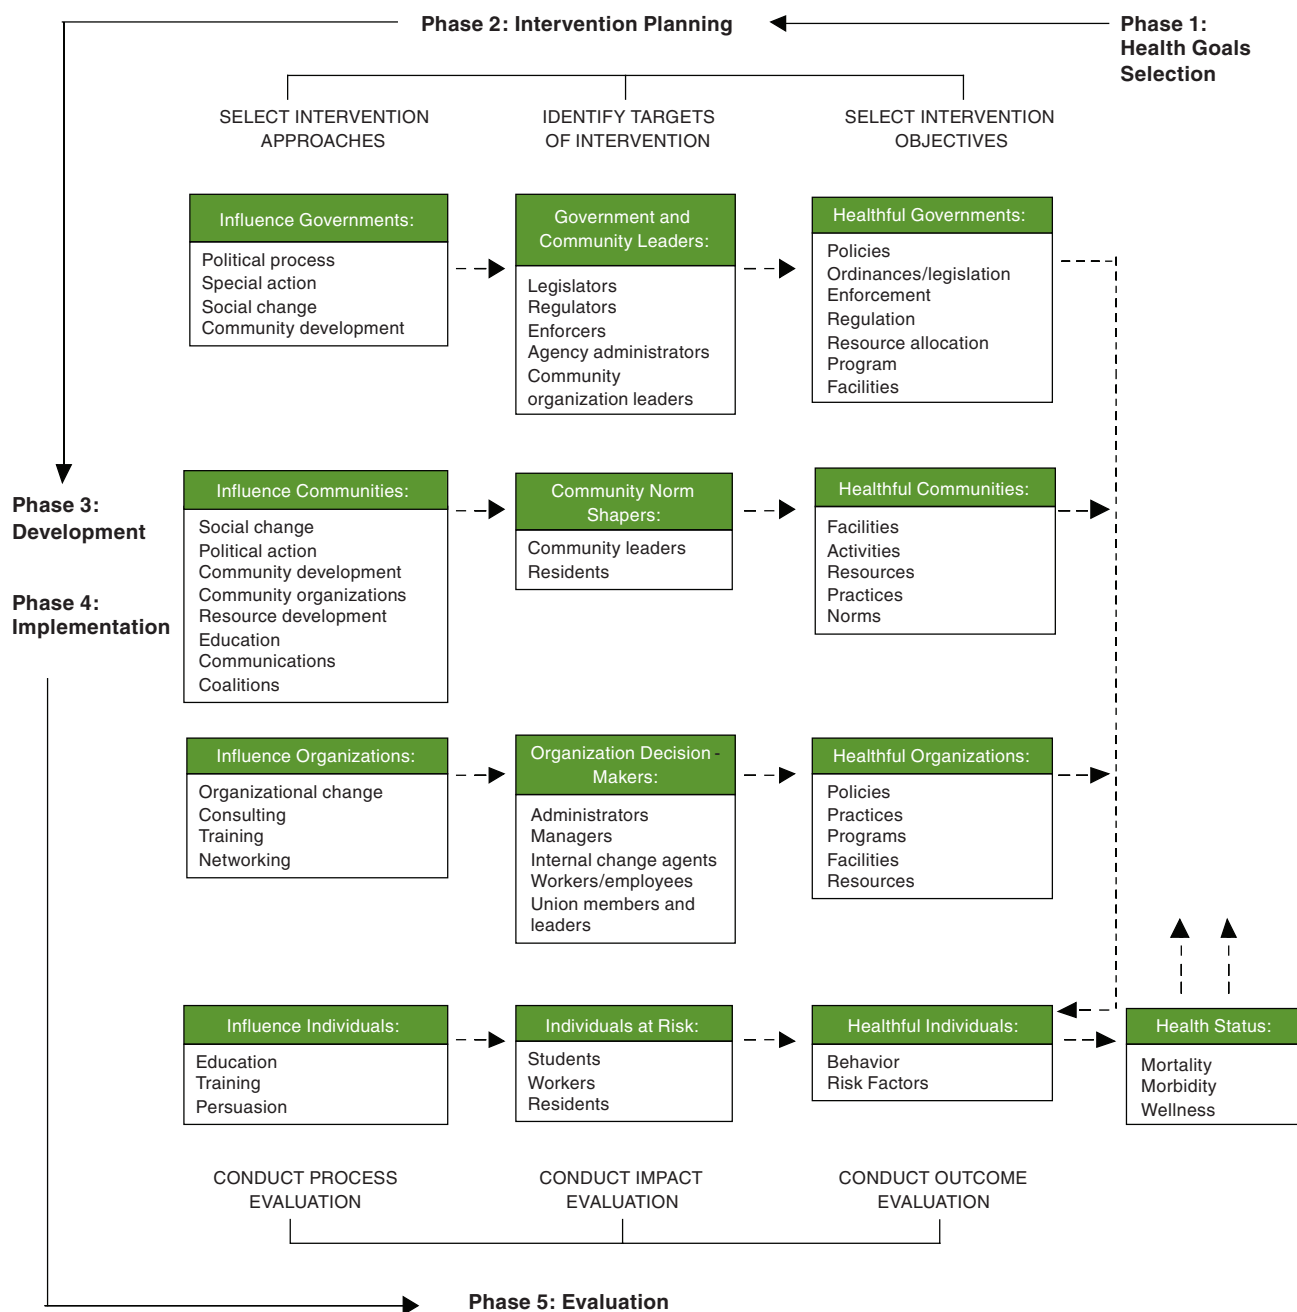 Phase 2: Intervention Planning
Phase 1:
Health Goals
Selection
SELECT INTERVENTION
APPROACHES
IDENTIFY TARGETS
OF INTERVENTION
SELECT INTERVENTION
OBJECTIVES
Influence Governments:
Political process
Special action
Social change
Community development
Government and
Community Leaders:
Legislators
Regulators
Enforcers
Agency administrators
Community
organization leaders
Healthful Governments:
Policies
Ordinances/legislation
Enforcement
Regulation
Resource allocation
Program
Facilities
Phase 3:
Development
Phase 4:
Implementation
Influence Communities:
Social change
Political action
Community development
Community organizations
Resource development
Education
Communications
Coalitions
Community Norm
Shapers:
Community leaders
Residents
Healthful Communities:
Facilities
Activities
Resources
Practices
Norms
Influence Organizations:
Organizational change
Consulting
Training
Networking
Organization Decision -
Makers:
Administrators
Managers
Internal change agents
Workers/employees
Union members and
leaders
Healthful Organizations:
Policies
Practices
Programs
Facilities
Resources
Influence Individuals:
Education
Training
Persuasion
Individuals at Risk:
Students
Workers
Residents
Healthful Individuals:
Behavior
Risk Factors
Health Status:
Mortality
Morbidity
Wellness
CONDUCT PROCESS
EVALUATION
CONDUCT IMPACT
EVALUATION
CONDUCT OUTCOME
EVALUATION
Phase 5: Evaluation